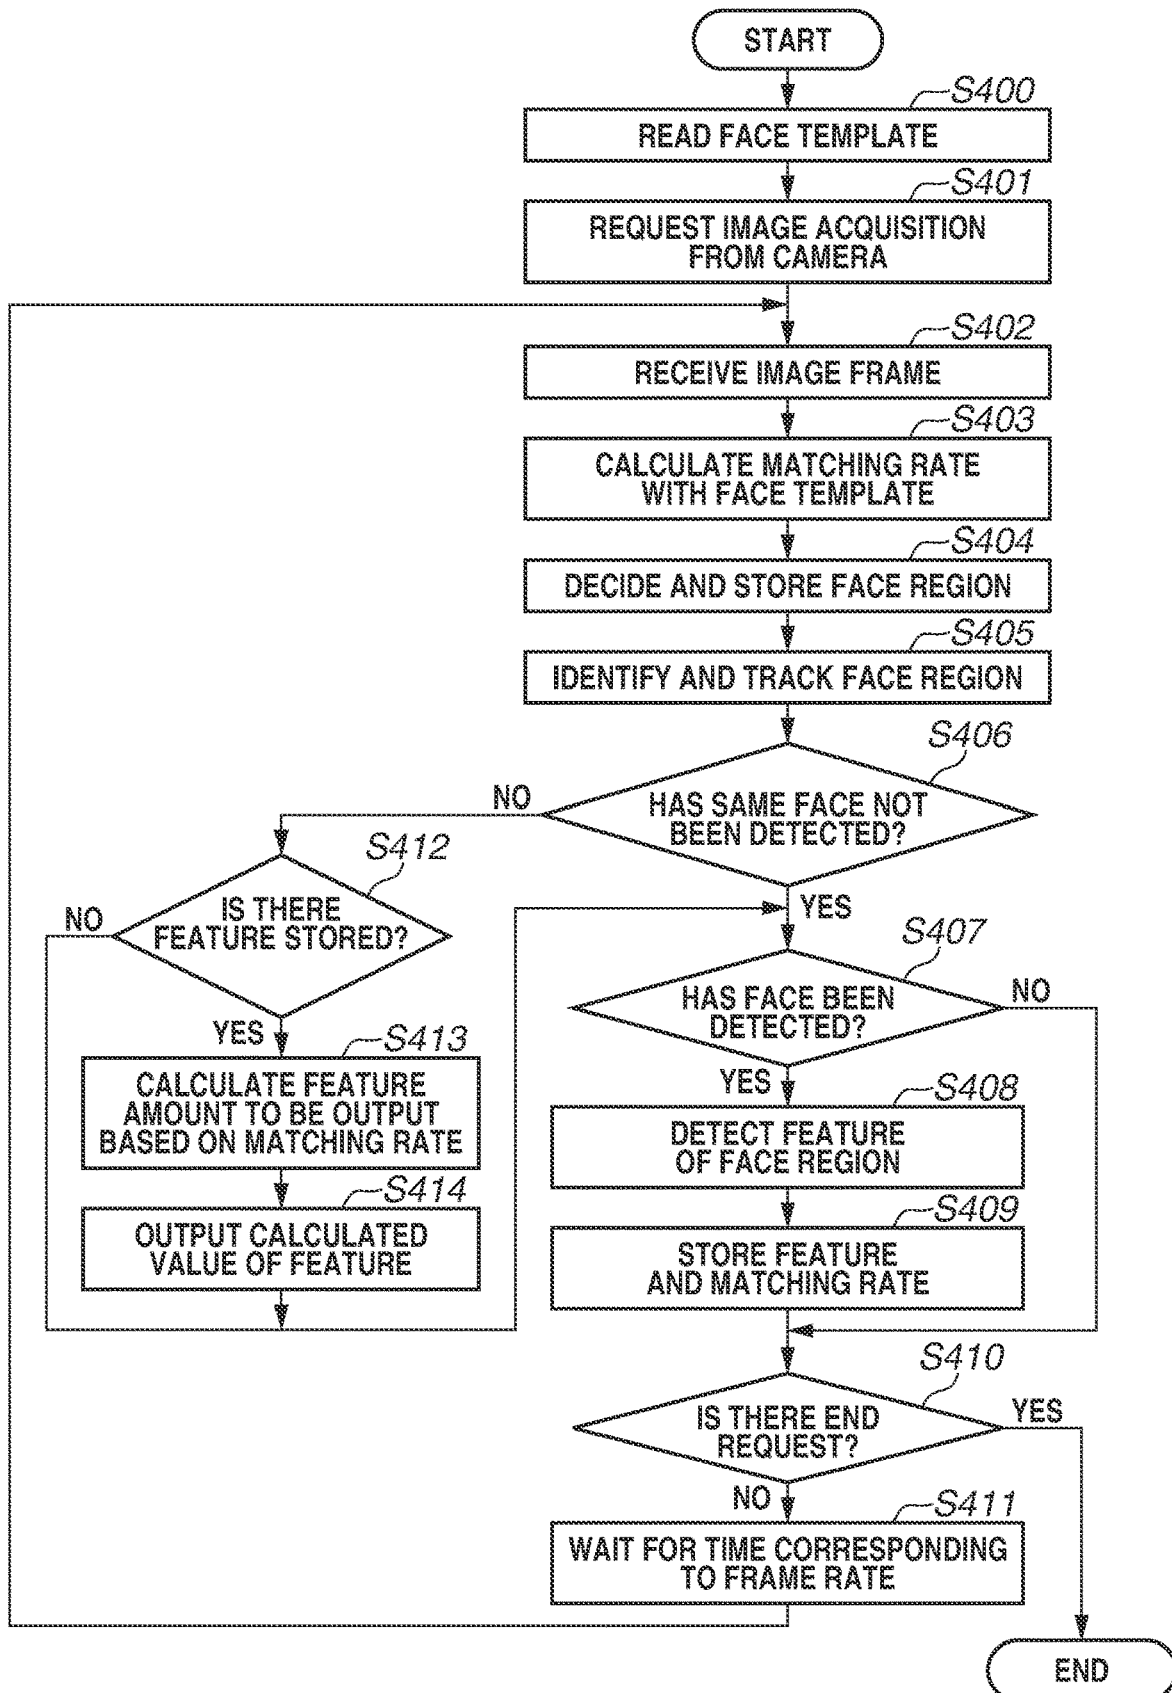 START
S400
READ FACE TEMPLATE
S401
REQUEST IMAGE ACQUISITION
FROM CAMERA
S402
RECEIVE IMAGE FRAME
S403
CALCULATE MATCHING RATE
WITH FACE TEMPLATE
S404
DECIDE AND STORE FACE REGION
S405
IDENTIFY AND TRACK FACE REGION
S406
HAS SAME FACE NOT
BEEN DETECTED?
NO
YES
S412
IS THERE
FEATURE STORED?
NO
YES
S413
CALCULATE FEATURE
AMOUNT TO BE OUTPUT
BASED ON MATCHING RATE
S414
OUTPUT CALCULATED
VALUE OF FEATURE
S407
HAS FACE BEEN
DETECTED?
NO
YES
S408
DETECT FEATURE
OF FACE REGION
S409
STORE FEATURE
AND MATCHING RATE
S410
IS THERE END
REQUEST?
YES
NO
S411
WAIT FOR TIME CORRESPONDING
TO FRAME RATE
END